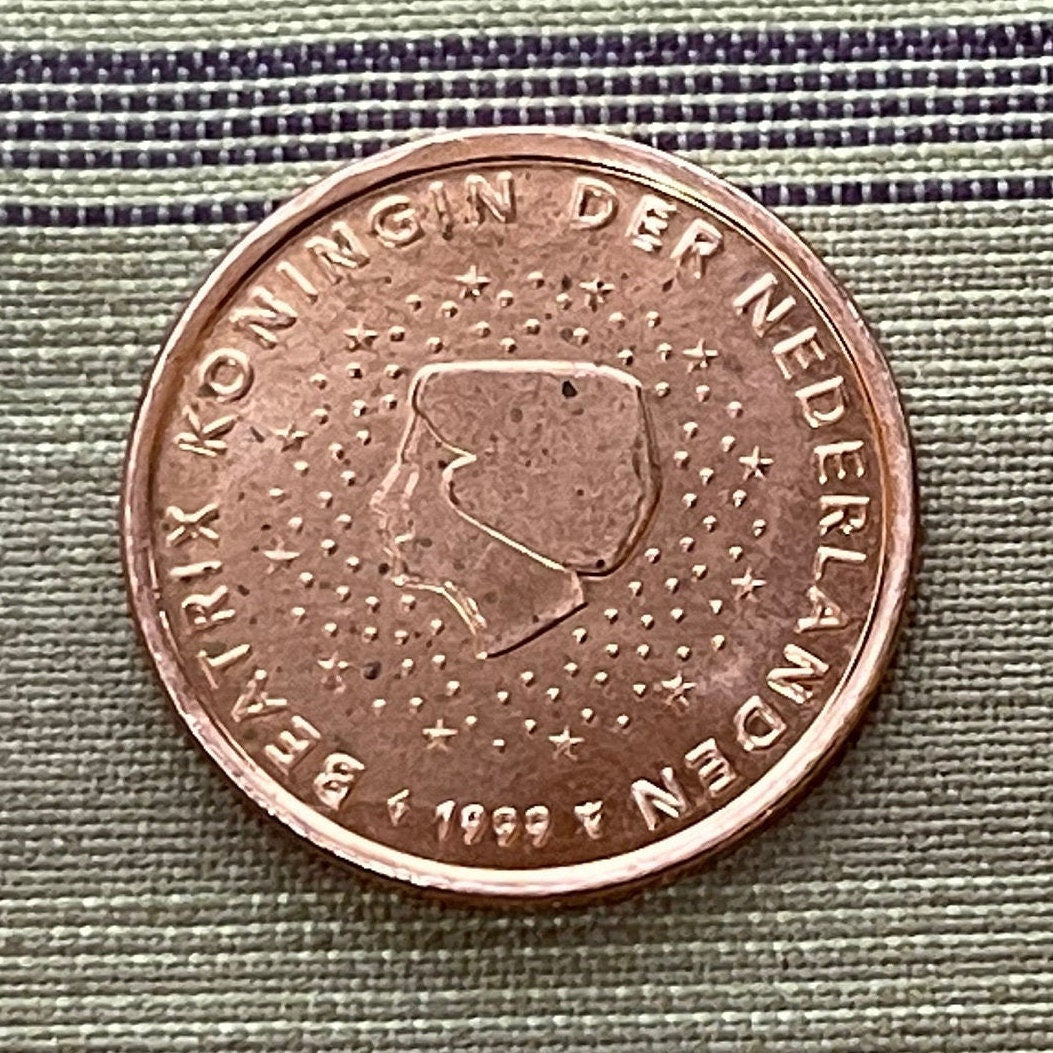 BEATRIX KONINGIN DER NEDERLANDEN
1999